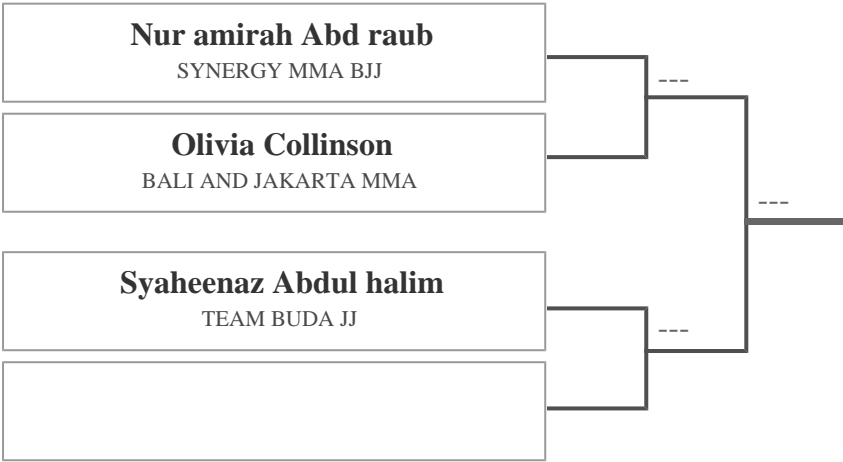 Nur amirah Abd raub
SYNERGY MMA BJJ
---
Olivia Collinson
BALI AND JAKARTA MMA
---
Syaheenaz Abdul halim
TEAM BUDA JJ
---